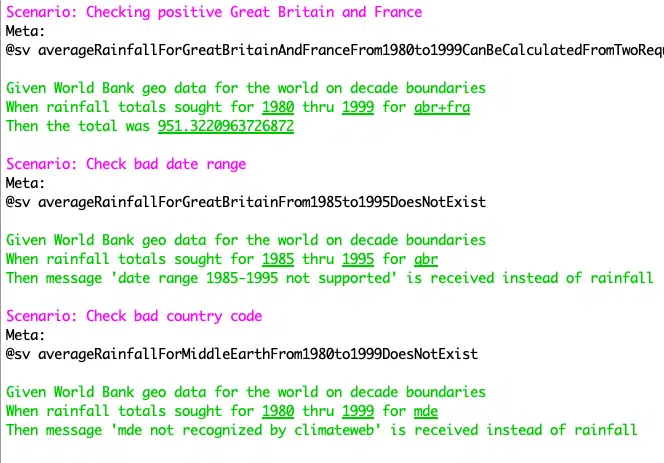 Scenario: Checking positive Great Britain and France
Meta:
@sv averageRainfallForGreatBritainAndFranceFrom1980to1999CanBeCalculatedFromTwoRequ
Given World Bank geo data for the world on decade boundaries
When rainfall totals sought for 1980 thru 1999 for gbr+fra
Then the total was 951.3220963726872
Scenario: Check bad date range
Meta:
@sv averageRainfallForGreatBritainFrom1985to1995DoesNotExist
Given World Bank geo data for the world on decade boundaries
When rainfall totals sought for 1985 thru 1995 for gbr
Then message 'date range 1985-1995 not supported' is received instead of rainfall
Scenario: Check bad country code
Meta:
@sv averageRainfallForMiddleEarthFrom1980to1999DoesNotExist
Given World Bank geo data for the world on decade boundaries
When rainfall totals sought for 1980 thru 1999 for mde
Then message 'mde not recognized by climateweb' is received instead of rainfall